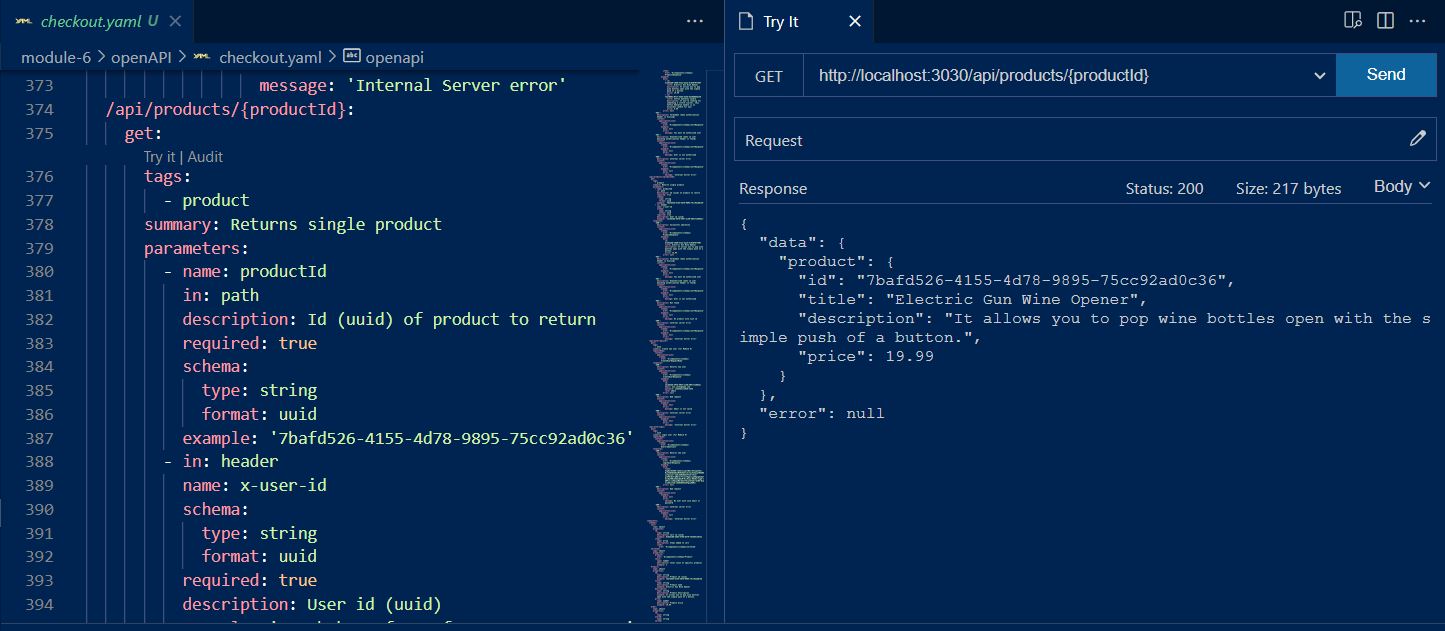 YAML checkout.yaml U
module-6 > openAPI > YAML checkout.yaml > abc openapi
373 message: 'Internal Server error'
374 /api/products/{productId}:
375 get:
Try it | Audit
376 tags:
377 - product
378 summary: Returns single product
379 parameters:
380 - name: productId
381 in: path
382 description: Id (uuid) of product to return
383 required: true
384 schema:
385 type: string
386 format: uuid
387 example: '7bafd526-4155-4d78-9895-75cc92ad0c36'
388 - in: header
389 name: x-user-id
390 schema:
391 type: string
392 format: uuid
393 required: true
394 description: User id (uuid)
Try It
GET http://localhost:3030/api/products/{productId} Send
Request
Response Status: 200 Size: 217 bytes Body
{
"data": {
"product": {
"id": "7bafd526-4155-4d78-9895-75cc92ad0c36",
"title": "Electric Gun Wine Opener",
"description": "It allows you to pop wine bottles open with the s
imple push of a button.",
"price": 19.99
}
},
"error": null
}